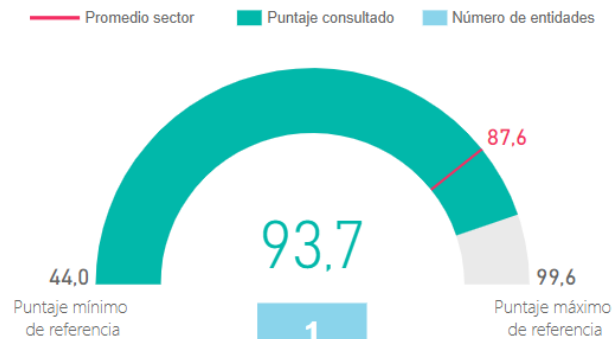 Promedio sector
Puntaje consultado
Número de entidades
87,6
93,7
44,0
99,6
Puntaje mínimo
de referencia
Puntaje máximo
de referencia
1